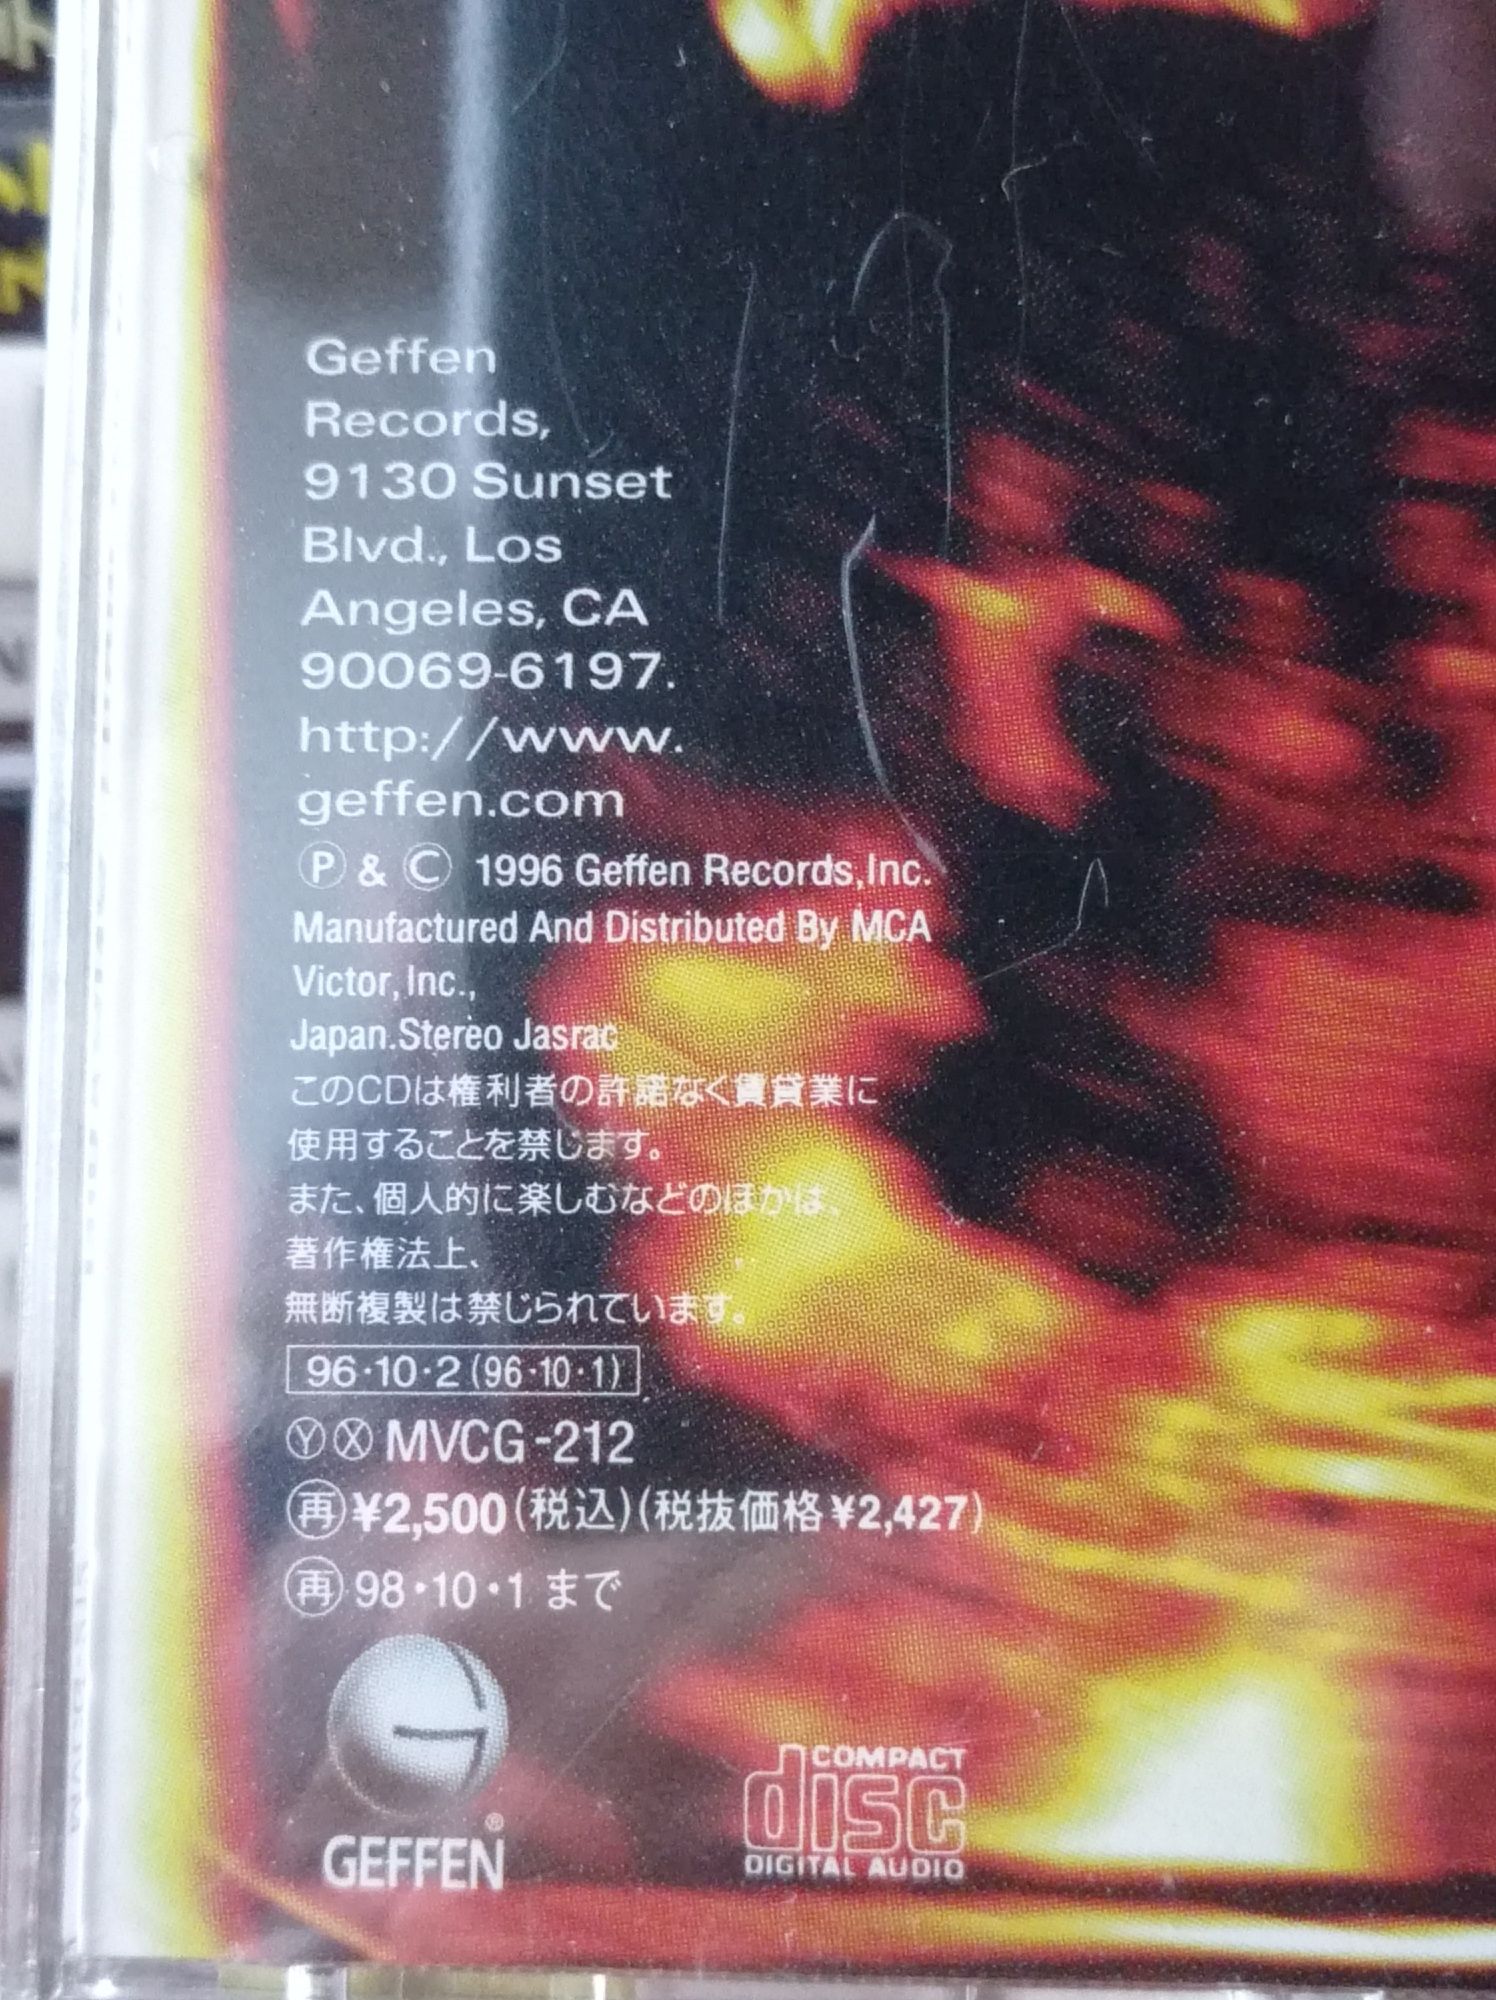 Geffen
Records,
9130 Sunset
Blvd., Los
Angeles, CA
90069-6197.
http://www.
geffen.com
Ⓟ & Ⓒ 1996 Geffen Records,Inc.
Manufactured And Distributed By MCA
Victor,Inc.,
Japan.Stereo Jasrac
このCDは権利者の許諾なく賃貸業に
使用することを禁じます。
また、個人的に楽しむなどのほかは、
著作権法上、
無断複製は禁じられています。
96・10・2(96・10・1)
ⓎⓍ MVCG-212
再 ¥2,500(税込)(税抜価格¥2,427)
再 98・10・1 まで
GEFFEN®
COMPACT
disc
DIGITAL AUDIO